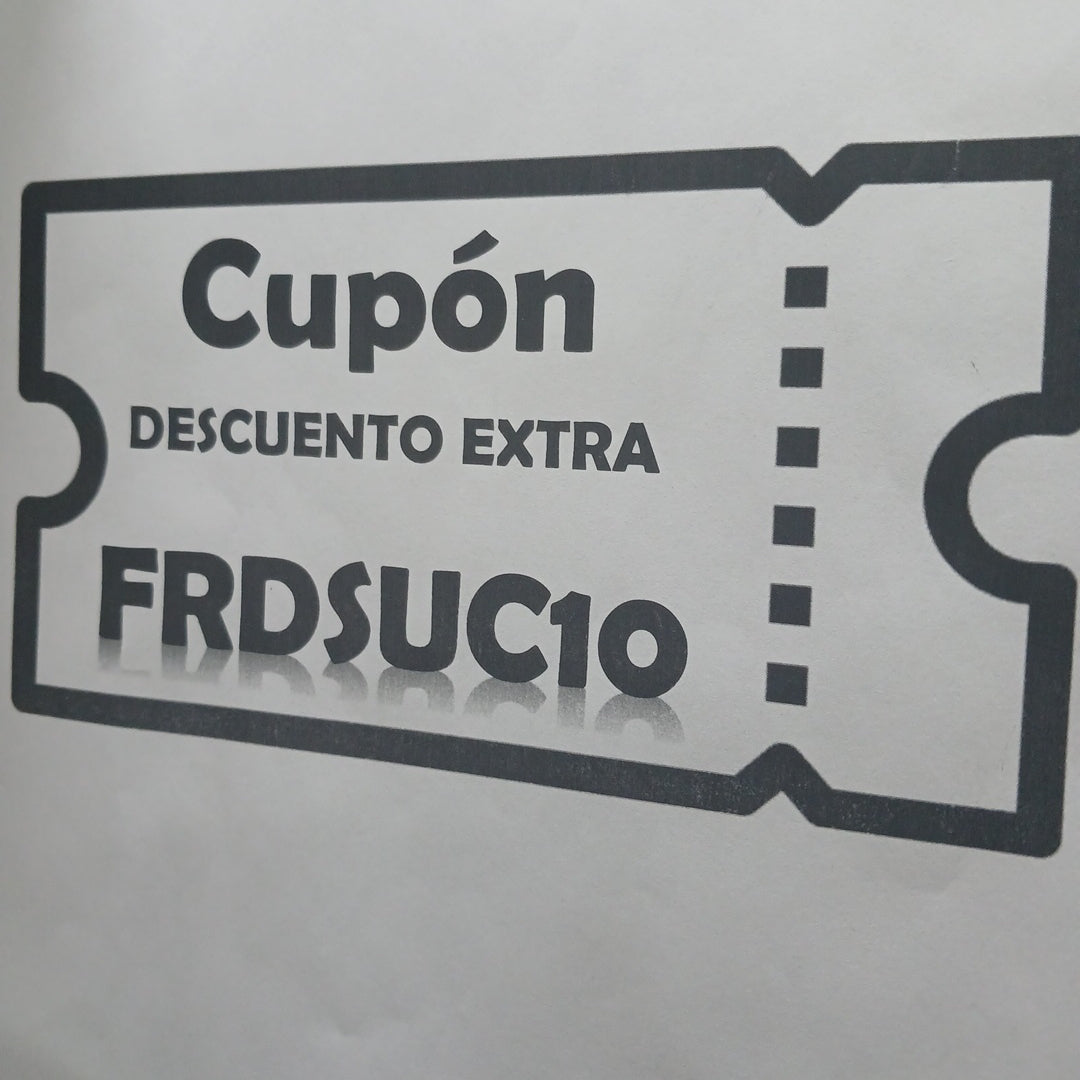 Cupón
DESCUENTO EXTRA
FRDSUC10